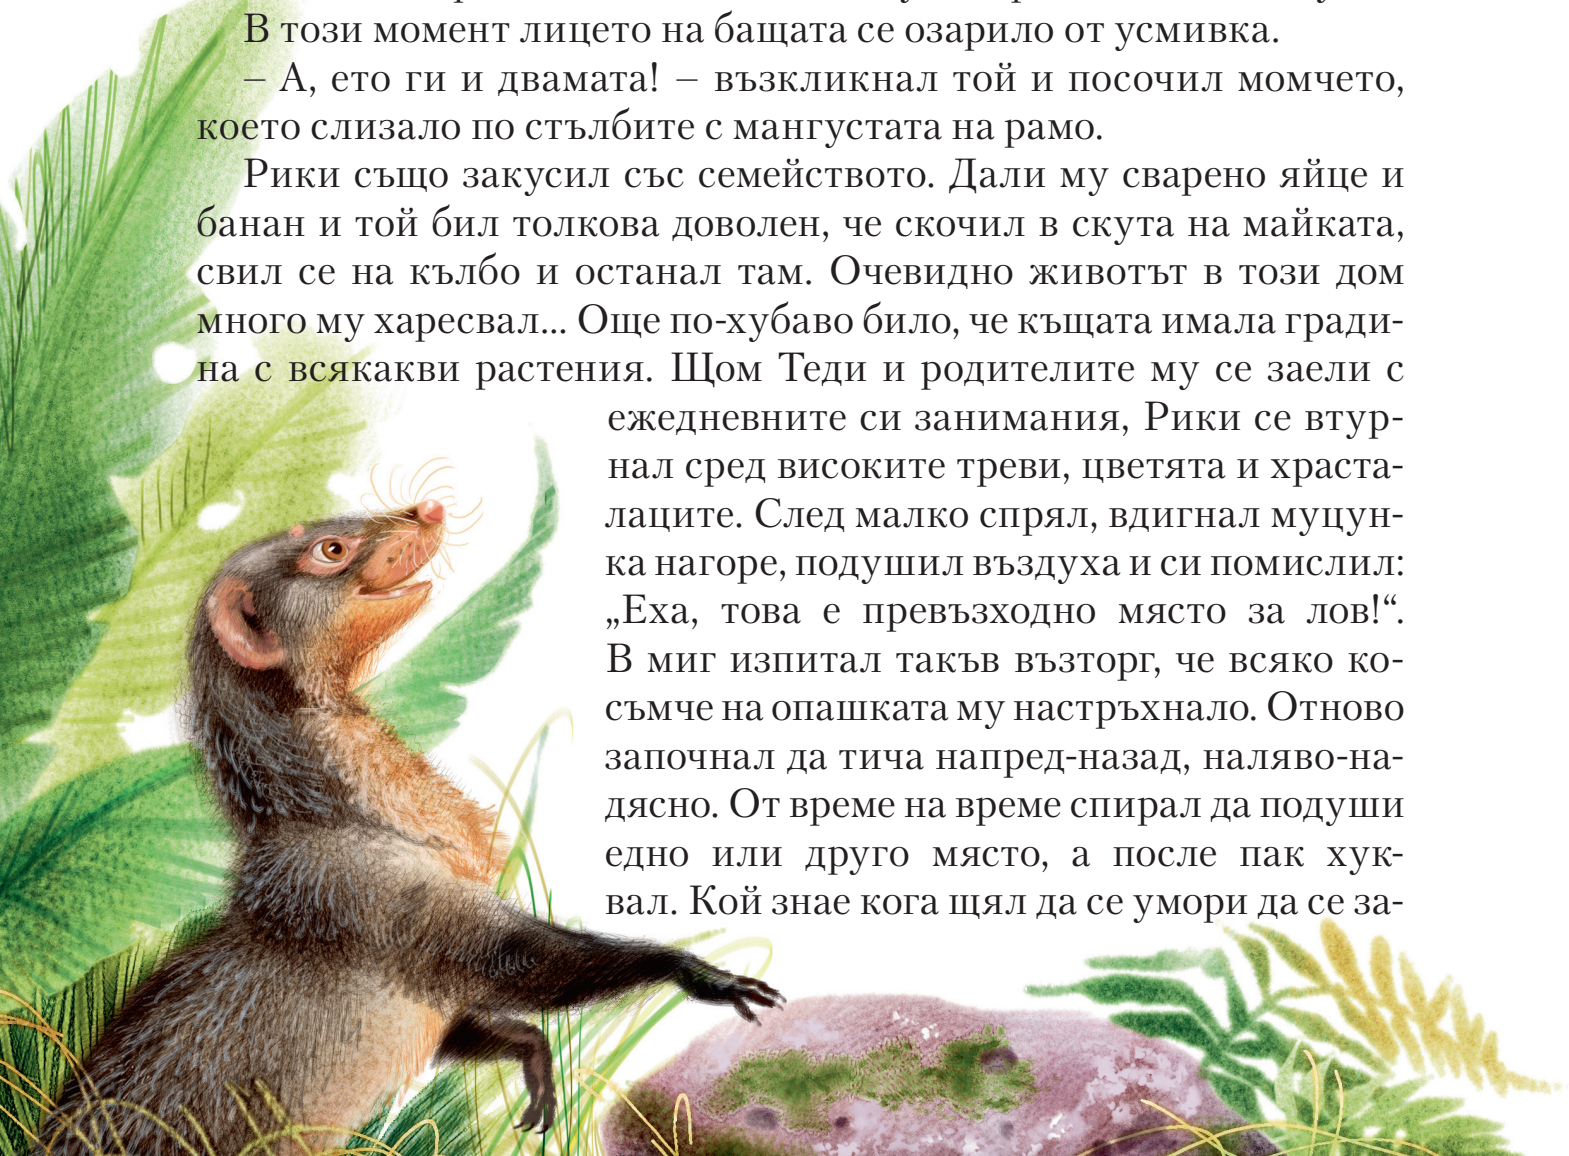 В този момент лицето на бащата се озарило от усмивка.
– А, ето ги и двамата! – възкликнал той и посочил момчето,
което слизало по стълбите с мангустата на рамо.
Рики също закусил със семейството. Дали му сварено яйце и
банан и той бил толкова доволен, че скочил в скута на майката,
свил се на кълбо и останал там. Очевидно животът в този дом
много му харесвал... Още по-хубаво било, че къщата имала гради-
на с всякакви растения. Щом Теди и родителите му се заели с
ежедневните си занимания, Рики се втур-
нал сред високите треви, цветята и храста-
лаците. След малко спрял, вдигнал муцун-
ка нагоре, подушил въздуха и си помислил:
„Еха, това е превъзходно място за лов!“.
В миг изпитал такъв възторг, че всяко ко-
съмче на опашката му настръхнало. Отново
започнал да тича напред-назад, наляво-на-
дясно. От време на време спирал да подуши
едно или друго място, а после пак хук-
вал. Кой знае кога щял да се умори да се за-